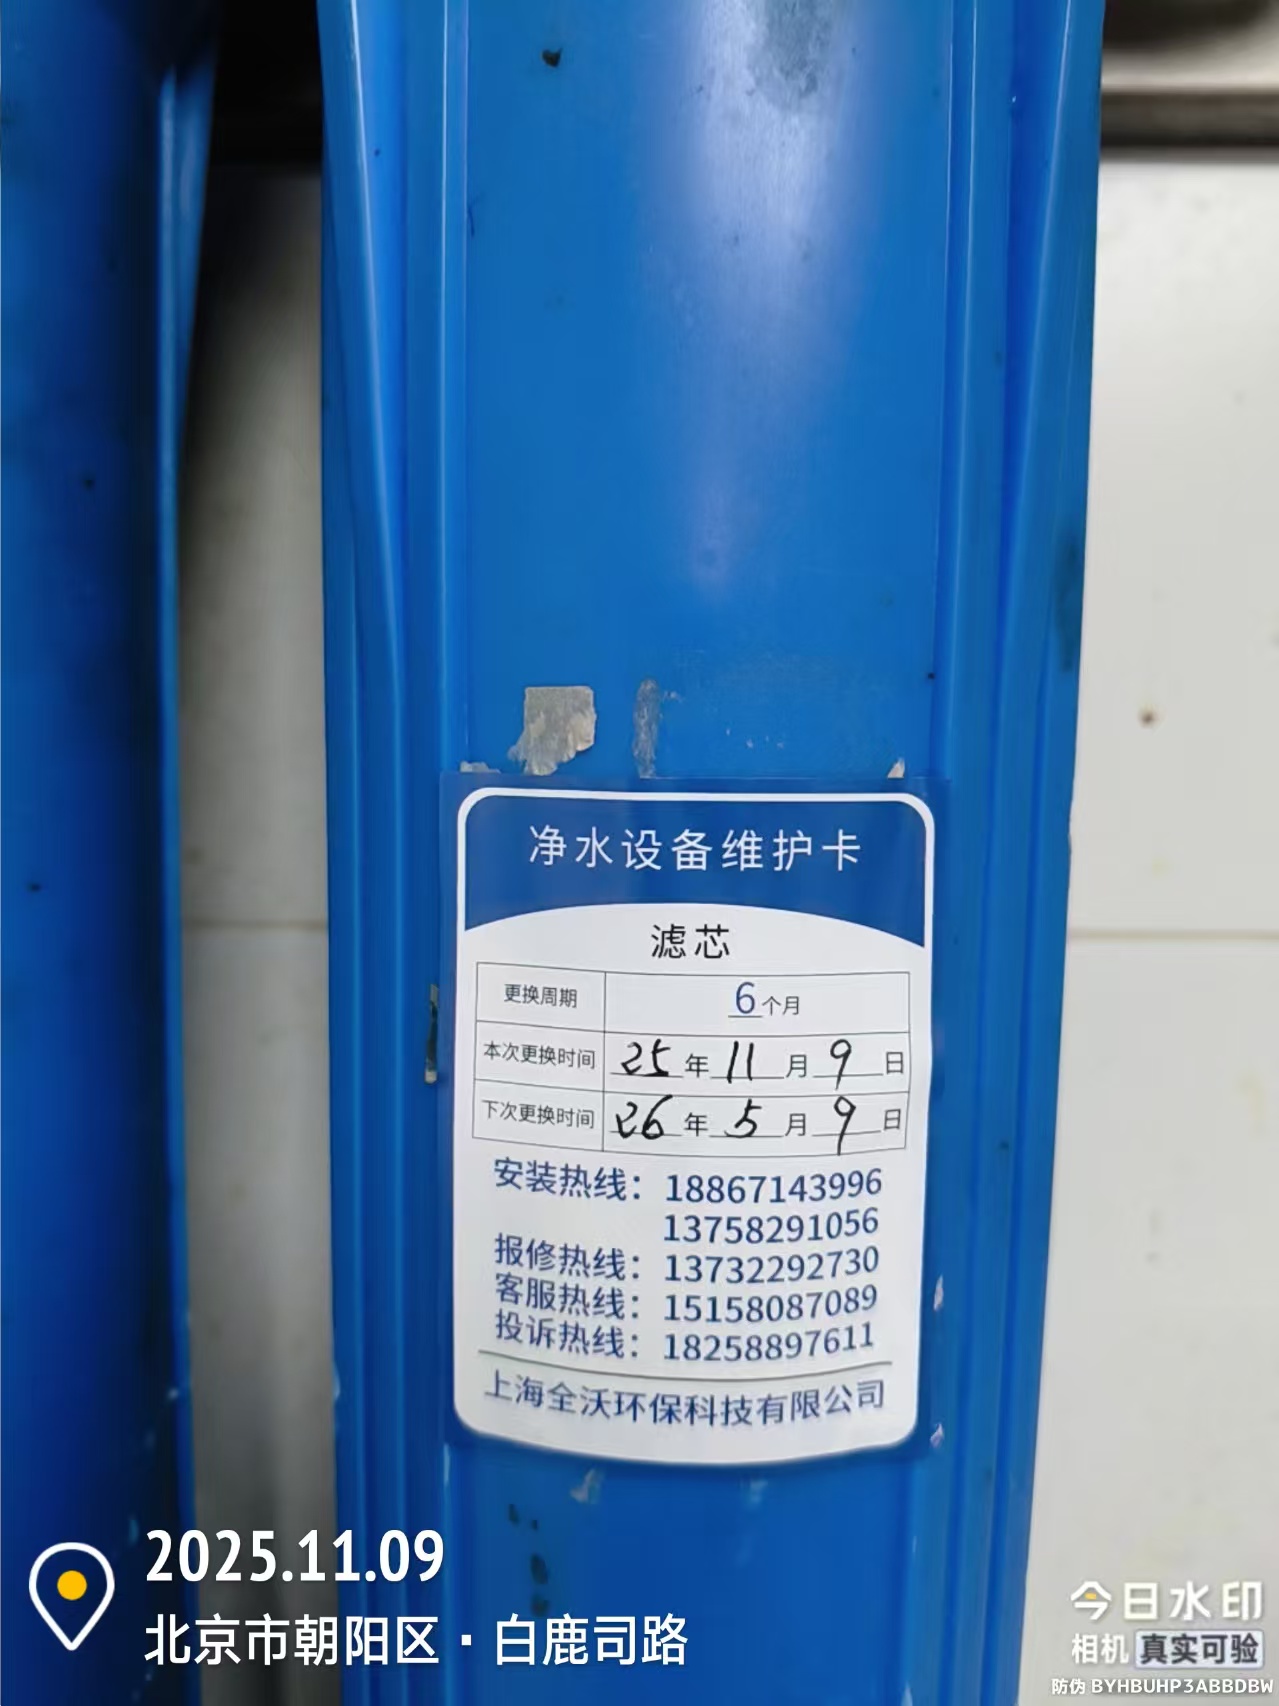 净水设备维护卡
滤芯
更换周期 6个月
本次更换时间 25年11月9日
下次更换时间 26年5月9日
安装热线：18867143996
13758291056
报修热线：13732292730
客服热线：15158087089
投诉热线：18258897611
上海全沃环保科技有限公司
2025.11.09
北京市朝阳区·白鹿司路
今日水印
相机 真实可验
防伪 BYHBUHP3ABBDBW